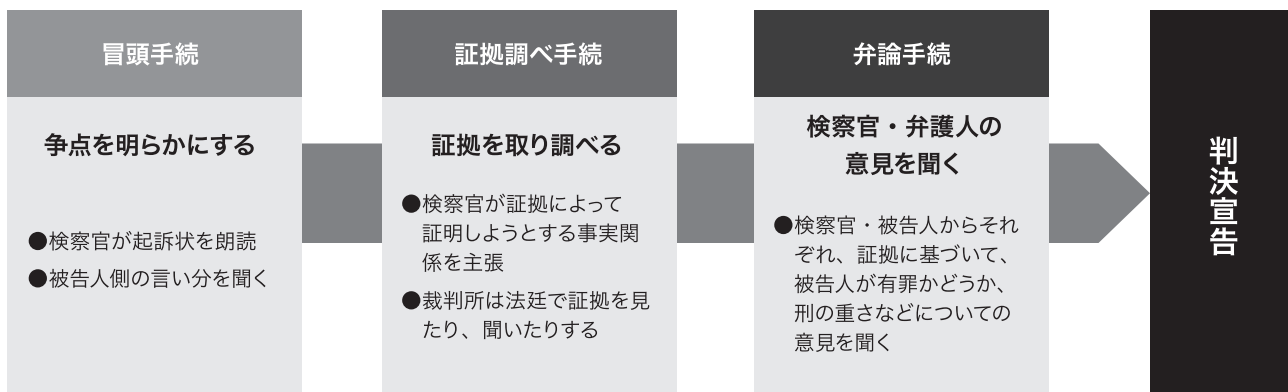 冒頭手続
争点を明らかにする
●検察官が起訴状を朗読
●被告人側の言い分を聞く
証拠調べ手続
証拠を取り調べる
●検察官が証拠によって
証明しようとする事実関
係を主張
●裁判所は法廷で証拠を見
たり、聞いたりする
弁論手続
検察官・弁護人の
意見を聞く
●検察官・被告人からそれ
ぞれ、証拠に基づいて、
被告人が有罪かどうか、
刑の重さなどについての
意見を聞く
判決宣告